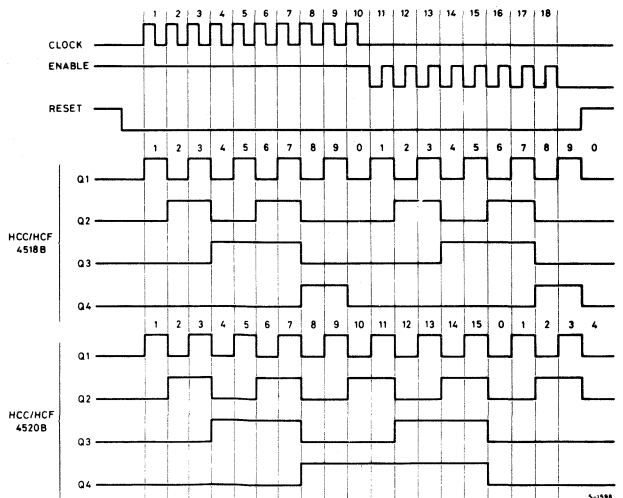 1 2 3 4 5 6 7 8 9 10 11 12 13 14 15 16 17 18
CLOCK
ENABLE
RESET
1 2 3 4 5 6 7 8 9 0 1 2 3 4 5 6 7 8 9 0
Q1
Q2
HCC/HCF
4518B
Q3
Q4
1 2 3 4 5 6 7 8 9 10 11 12 13 14 15 0 1 2 3 4
Q1
Q2
HCC/HCF
4520B
Q3
Q4
S-1598